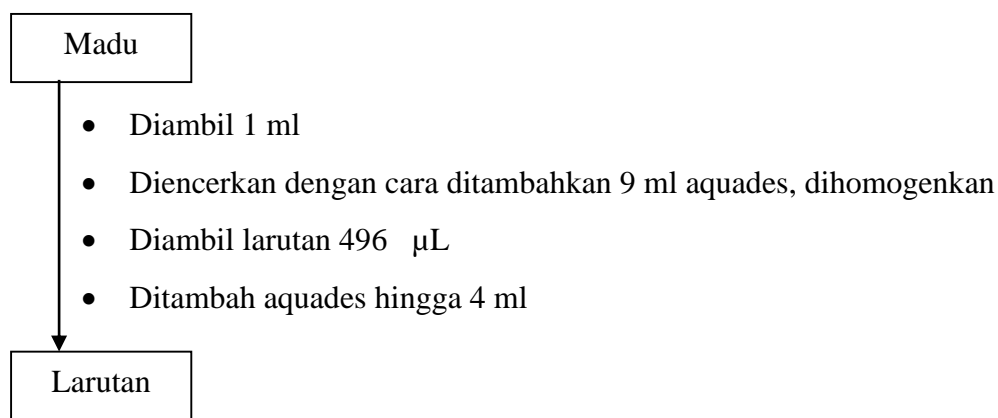 Madu
• Diambil 1 ml
• Diencerkan dengan cara ditambahkan 9 ml aquades, dihomogenkan
• Diambil larutan 496 µL
• Ditambah aquades hingga 4 ml
Larutan